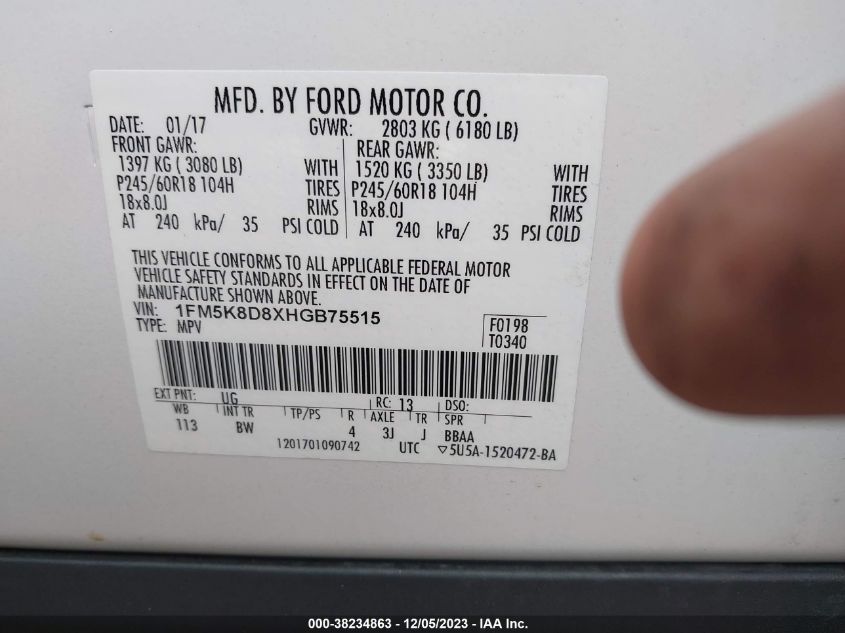 MFD. BY FORD MOTOR CO.
DATE: 01/17 GVWR: 2803 KG ( 6180 LB)
FRONT GAWR: REAR GAWR:
1397 KG ( 3080 LB) WITH 1520 KG ( 3350 LB) WITH
P245/60R18 104H TIRES P245/60R18 104H TIRES
18x8.0J RIMS 18x8.0J RIMS
AT 240 kPa/ 35 PSI COLD AT 240 kPa/ 35 PSI COLD
THIS VEHICLE CONFORMS TO ALL APPLICABLE FEDERAL MOTOR
VEHICLE SAFETY STANDARDS IN EFFECT ON THE DATE OF
MANUFACTURE SHOWN ABOVE.
VIN: 1FM5K8D8XHGB75515
TYPE: MPV
F0198
T0340
EXT PNT: UG RC: 13 DSO:
WB INT TR TP/PS R AXLE TR SPR
113 BW 4 3J J BBAA
1201701090742 UTC ▽5U5A-1520472-BA
000-38234863 - 12/05/2023 - IAA Inc.